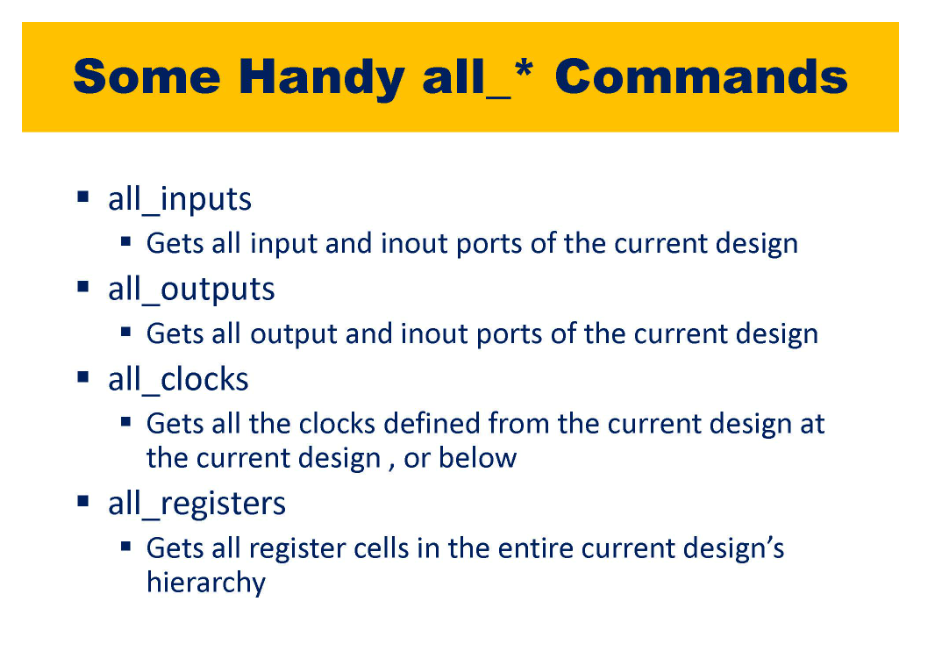 Some Handy all_* Commands
▪ all_inputs
▪ Gets all input and inout ports of the current design
▪ all_outputs
▪ Gets all output and inout ports of the current design
▪ all_clocks
▪ Gets all the clocks defined from the current design at
the current design , or below
▪ all_registers
▪ Gets all register cells in the entire current design’s
hierarchy